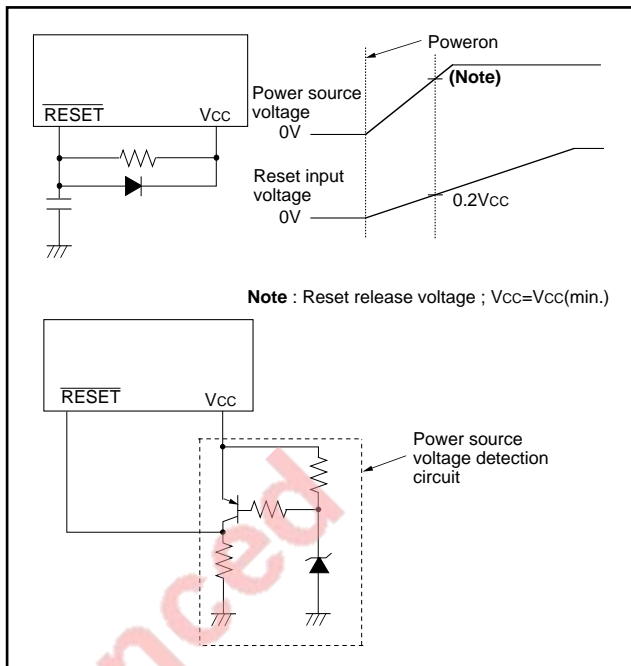 Poweron
(Note)
RESET
VCC
Power source
voltage
0V
Reset input
voltage
0V
0.2VCC
Note : Reset release voltage ; VCC=VCC(min.)
RESET
VCC
Power source
voltage detection
circuit
nced